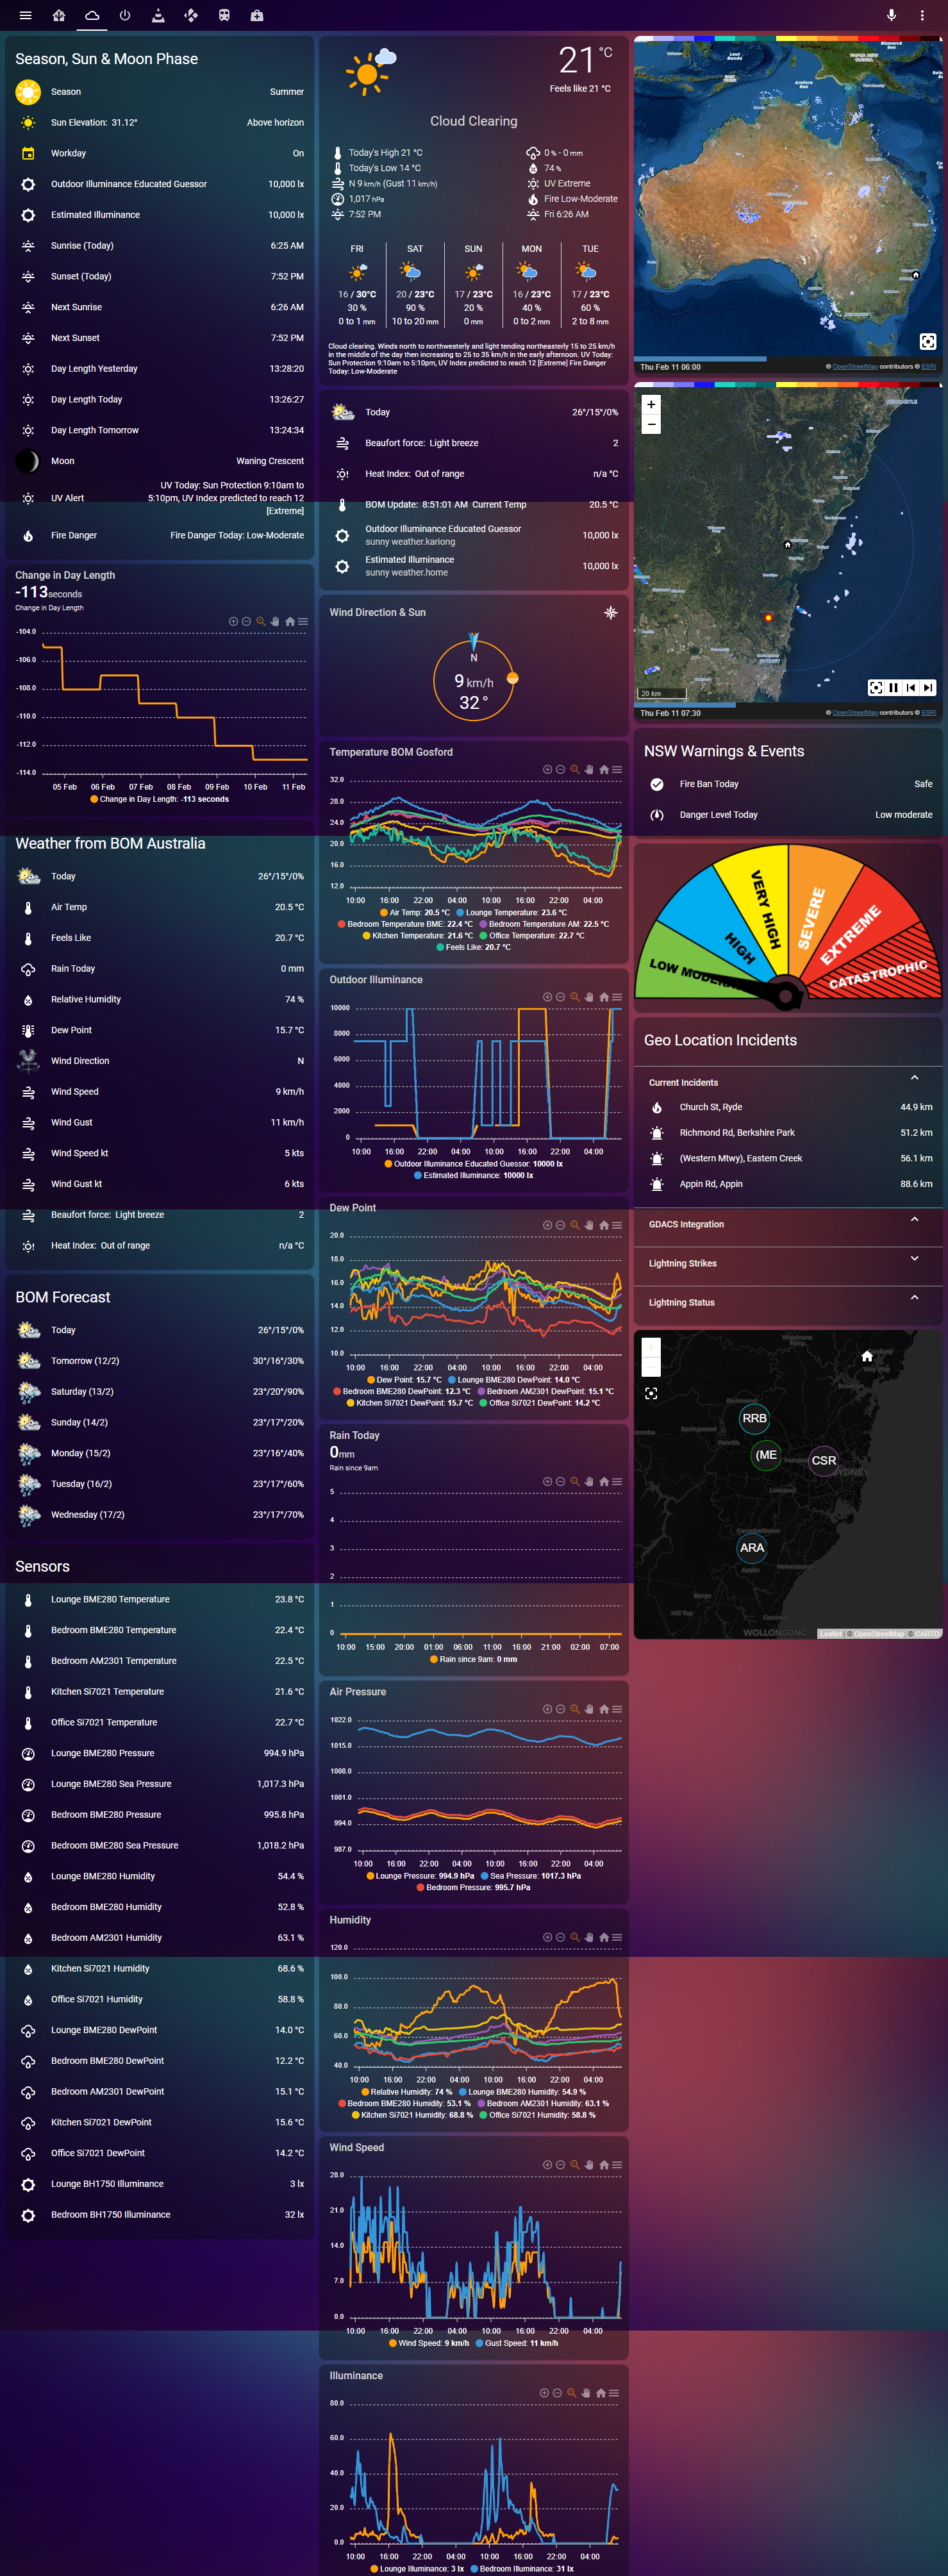 Season, Sun & Moon Phase
Season Summer
Sun Elevation: 31.12° Above horizon
Workday On
Outdoor Illuminance Educated Guessor 10,000 lx
Estimated Illuminance 10,000 lx
Sunrise (Today) 6:25 AM
Sunset (Today) 7:52 PM
Next Sunrise 6:26 AM
Next Sunset 7:52 PM
Day Length Yesterday 13:28:20
Day Length Today 13:26:27
Day Length Tomorrow 13:24:34
Moon Waning Crescent
UV Alert UV Today: Sun Protection 9:10am to
5:10pm, UV Index predicted to reach 12
[Extreme]
Fire Danger Fire Danger Today: Low-Moderate
Change in Day Length
-113seconds
Change in Day Length
-104.0
-106.0
-108.0
-110.0
-112.0
-114.0
05 Feb 06 Feb 07 Feb 08 Feb 09 Feb 10 Feb 11 Feb
Change in Day Length: -113 seconds
Weather from BOM Australia
Today 26°/15°/0%
Air Temp 20.5 °C
Feels Like 20.7 °C
Rain Today 0 mm
Relative Humidity 74 %
Dew Point 15.7 °C
Wind Direction N
Wind Speed 9 km/h
Wind Gust 11 km/h
Wind Speed kt 5 kts
Wind Gust kt 6 kts
Beaufort force: Light breeze 2
Heat Index: Out of range n/a °C
BOM Forecast
Today 26°/15°/0%
Tomorrow (12/2) 30°/16°/30%
Saturday (13/2) 23°/20°/90%
Sunday (14/2) 23°/17°/20%
Monday (15/2) 23°/16°/40%
Tuesday (16/2) 23°/17°/60%
Wednesday (17/2) 23°/17°/70%
Sensors
Lounge BME280 Temperature 23.8 °C
Bedroom BME280 Temperature 22.4 °C
Bedroom AM2301 Temperature 22.5 °C
Kitchen Si7021 Temperature 21.6 °C
Office Si7021 Temperature 22.7 °C
Lounge BME280 Pressure 994.9 hPa
Lounge BME280 Sea Pressure 1,017.3 hPa
Bedroom BME280 Pressure 995.8 hPa
Bedroom BME280 Sea Pressure 1,018.2 hPa
Lounge BME280 Humidity 54.4 %
Bedroom BME280 Humidity 52.8 %
Bedroom AM2301 Humidity 63.1 %
Kitchen Si7021 Humidity 68.6 %
Office Si7021 Humidity 58.8 %
Lounge BME280 DewPoint 14.0 °C
Bedroom BME280 DewPoint 12.2 °C
Bedroom AM2301 DewPoint 15.1 °C
Kitchen Si7021 DewPoint 15.6 °C
Office Si7021 DewPoint 14.2 °C
Lounge BH1750 Illuminance 3 lx
Bedroom BH1750 Illuminance 32 lx
21 °C
Feels like 21 °C
Cloud Clearing
Today's High 21 °C 0 % - 0 mm
Today's Low 14 °C 74 %
N 9 km/h (Gust 11 km/h) UV Extreme
1,017 hPa Fire Low-Moderate
7:52 PM Fri 6:26 AM
FRI SAT SUN MON TUE
16 / 30°C 20 / 23°C 17 / 23°C 16 / 23°C 17 / 23°C
30 % 90 % 20 % 40 % 60 %
0 to 1 mm 10 to 20 mm 0 mm 0 to 2 mm 2 to 8 mm
Cloud clearing. Winds north to northwesterly and light tending northeasterly 15 to 25 km/h
in the middle of the day then increasing to 25 to 35 km/h in the early afternoon. UV Today:
Sun Protection 9:10am to 5:10pm, UV Index predicted to reach 12 [Extreme] Fire Danger
Today: Low-Moderate
Today 26°/15°/0%
Beaufort force: Light breeze 2
Heat Index: Out of range n/a °C
BOM Update: 8:51:01 AM Current Temp 20.5 °C
Outdoor Illuminance Educated Guessor 10,000 lx
sunny weather.kariong
Estimated Illuminance 10,000 lx
sunny weather.home
Wind Direction & Sun
N
9 km/h
32 °
Temperature BOM Gosford
32.0
28.0
24.0
20.0
16.0
12.0
10:00 16:00 22:00 04:00 10:00 16:00 22:00 04:00
Air Temp: 20.5 °C Lounge Temperature: 23.6 °C
Bedroom Temperature BME: 22.4 °C Bedroom Temperature AM: 22.5 °C
Kitchen Temperature: 21.6 °C Office Temperature: 22.7 °C
Feels Like: 20.7 °C
Outdoor Illuminance
10000
8000
6000
4000
2000
0
10:00 16:00 22:00 04:00 10:00 16:00 22:00 04:00
Outdoor Illuminance Educated Guessor: 10000 lx
Estimated Illuminance: 10000 lx
Dew Point
20.0
18.0
16.0
14.0
12.0
10.0
10:00 16:00 22:00 04:00 10:00 16:00 22:00 04:00
Dew Point: 15.7 °C Lounge BME280 DewPoint: 14.0 °C
Bedroom BME280 DewPoint: 12.3 °C Bedroom AM2301 DewPoint: 15.1 °C
Kitchen Si7021 DewPoint: 15.7 °C Office Si7021 DewPoint: 14.2 °C
Rain Today
0mm
Rain since 9am
5
4
3
2
1
0
10:00 15:00 20:00 01:00 06:00 11:00 16:00 21:00 02:00 07:00
Rain since 9am: 0 mm
Air Pressure
1022.0
1015.0
1008.0
1001.0
994.0
987.0
10:00 16:00 22:00 04:00 10:00 16:00 22:00 04:00
Lounge Pressure: 994.9 hPa Sea Pressure: 1017.3 hPa
Bedroom Pressure: 995.7 hPa
Humidity
120.0
100.0
80.0
60.0
40.0
10:00 16:00 22:00 04:00 10:00 16:00 22:00 04:00
Relative Humidity: 74 % Lounge BME280 Humidity: 54.9 %
Bedroom BME280 Humidity: 53.1 % Bedroom AM2301 Humidity: 63.1 %
Kitchen Si7021 Humidity: 68.8 % Office Si7021 Humidity: 58.8 %
Wind Speed
28.0
21.0
14.0
7.0
0.0
10:00 16:00 22:00 04:00 10:00 16:00 22:00 04:00
Wind Speed: 9 km/h Gust Speed: 11 km/h
Illuminance
80.0
60.0
40.0
20.0
0.0
10:00 16:00 22:00 04:00 10:00 16:00 22:00 04:00
Lounge Illuminance: 3 lx Bedroom Illuminance: 31 lx
Thu Feb 11 06:00 © OpenStreetMap contributors © ESRI
+
−
NEWCASTLE
SYDNEY
20 km
Thu Feb 11 07:30 © OpenStreetMap contributors © ESRI
NSW Warnings & Events
Fire Ban Today Safe
Danger Level Today Low moderate
LOW MODERA
HIGH
VERY HIGH
SEVERE
EXTREME
CATASTROPHIC
Geo Location Incidents
Current Incidents
Church St, Ryde 44.9 km
Richmond Rd, Berkshire Park 51.2 km
(Western Mtwy), Eastern Creek 56.1 km
Appin Rd, Appin 88.6 km
GDACS Integration
Lightning Strikes
Lightning Status
Richmond
RRB
Springwood
Penrith
(ME
CSR
SYDNEY
Liverpool
Campbelltown
ARA
Appin
Helensburgh
Bargo
Hill Top
WOLLONGONG
Leaflet | © OpenStreetMap, © CARTO